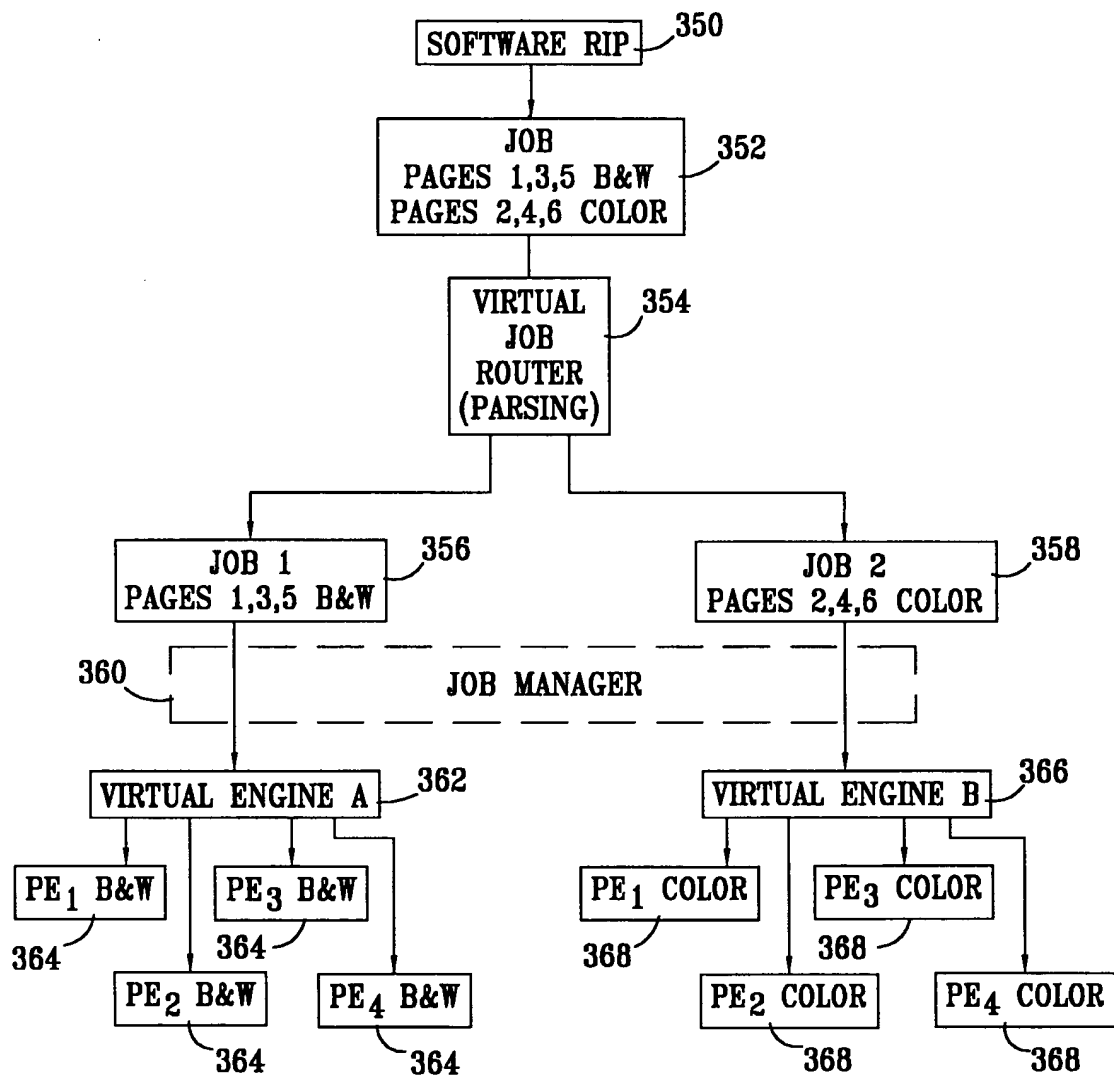 SOFTWARE RIP
350
JOB
PAGES 1,3,5 B&W
PAGES 2,4,6 COLOR
352
VIRTUAL
JOB
ROUTER
(PARSING)
354
JOB 1
PAGES 1,3,5 B&W
356
JOB 2
PAGES 2,4,6 COLOR
358
360
JOB MANAGER
VIRTUAL ENGINE A
362
VIRTUAL ENGINE B
366
PE1 B&W
364
PE3 B&W
364
PE1 COLOR
368
PE3 COLOR
368
PE2 B&W
364
PE4 B&W
364
PE2 COLOR
368
PE4 COLOR
368